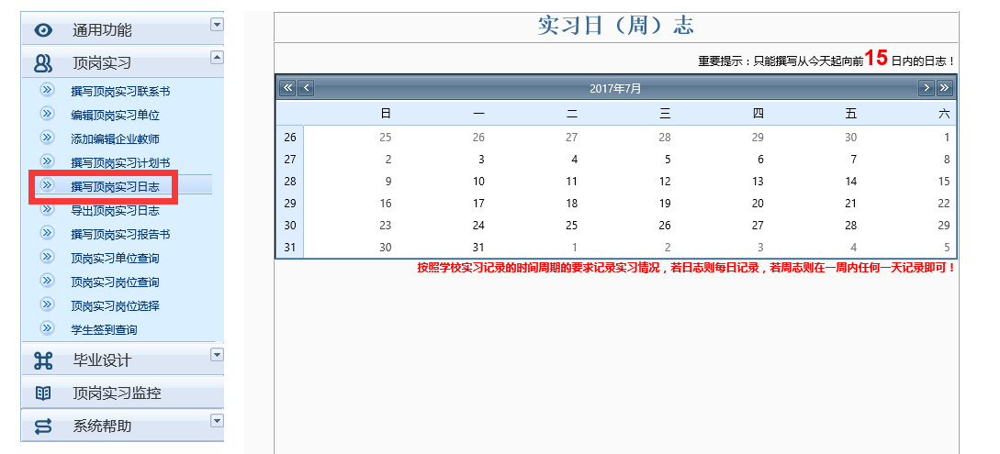 通用功能
顶岗实习
撰写顶岗实习联系书
编辑顶岗实习单位
添加编辑企业教师
撰写顶岗实习计划书
撰写顶岗实习日志
导出顶岗实习日志
撰写顶岗实习报告书
顶岗实习单位查询
顶岗实习岗位查询
顶岗实习岗位选择
学生签到查询
毕业设计
顶岗实习监控
系统帮助
实习日（周）志
重要提示：只能撰写从今天起向前15 日内的日志！
2017年7月
日 一 二 三 四 五 六
26 25 26 27 28 29 30 1
27 2 3 4 5 6 7 8
28 9 10 11 12 13 14 15
29 16 17 18 19 20 21 22
30 23 24 25 26 27 28 29
31 30 31 1 2 3 4 5
按照学校实习记录的时间周期的要求记录实习情况，若日志则每日记录，若周志则在一周内任何一天记录即可！